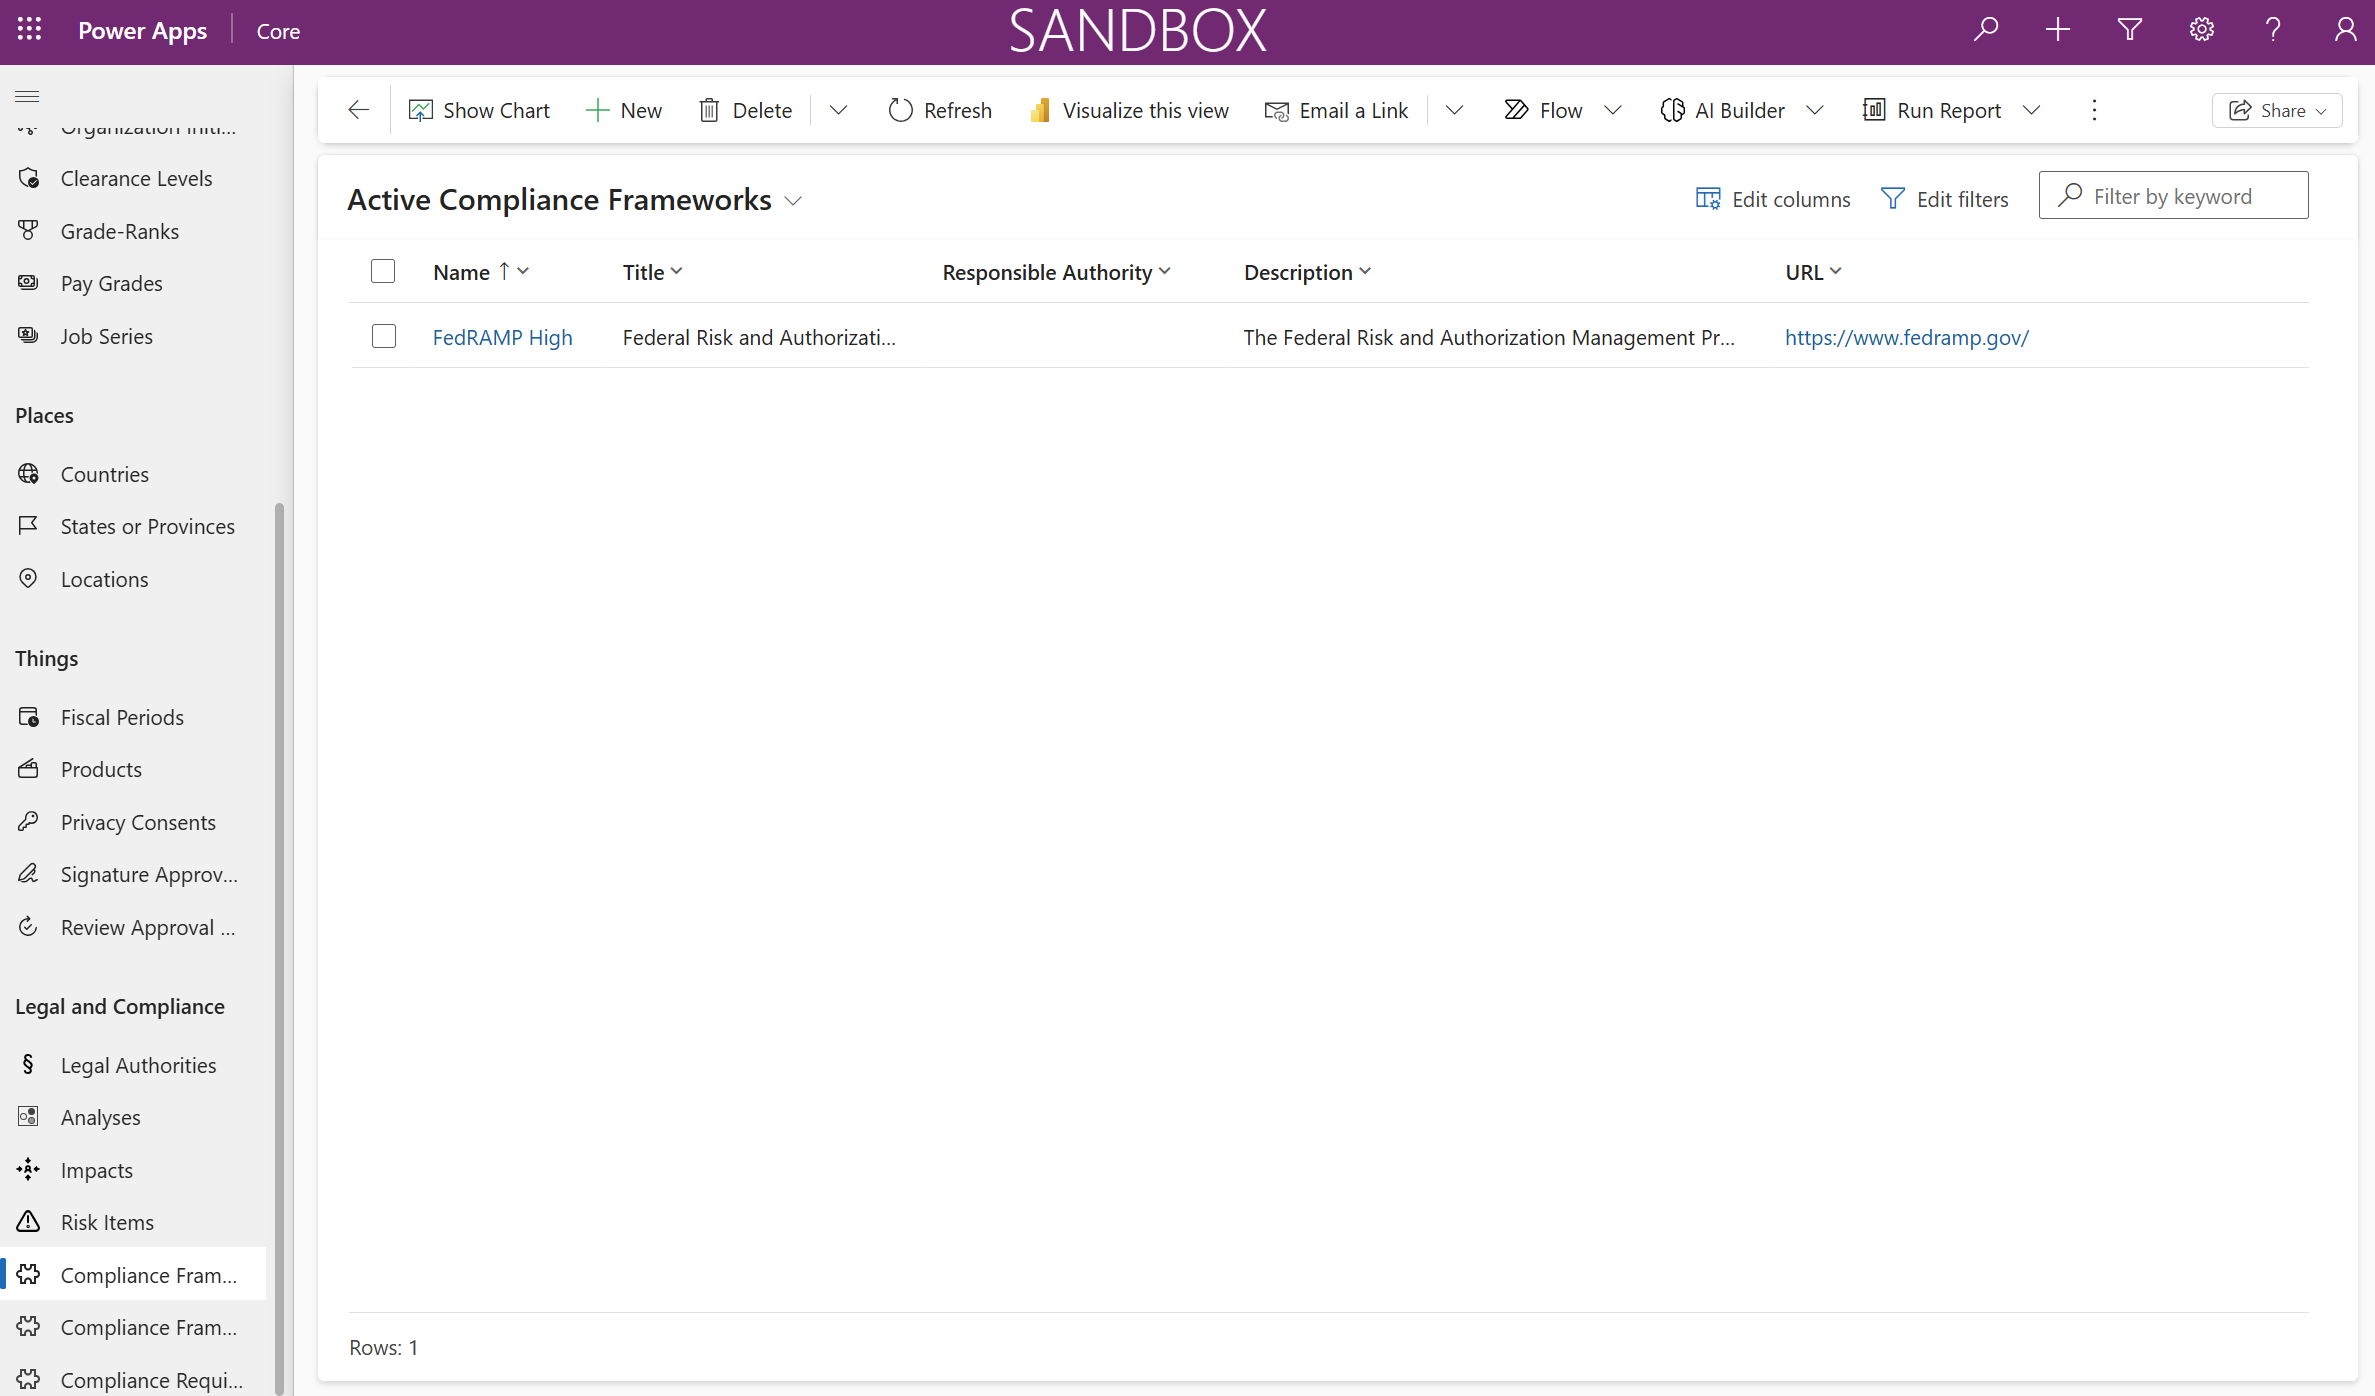 Power Apps
Core
SANDBOX
Show Chart
New
Delete
Refresh
Visualize this view
Email a Link
Flow
AI Builder
Run Report
Share
Organization Initi...
Clearance Levels
Grade-Ranks
Pay Grades
Job Series
Places
Countries
States or Provinces
Locations
Things
Fiscal Periods
Products
Privacy Consents
Signature Approv...
Review Approval ...
Legal and Compliance
Legal Authorities
Analyses
Impacts
Risk Items
Compliance Fram...
Compliance Fram...
Compliance Requi...
Active Compliance Frameworks
Edit columns
Edit filters
Filter by keyword
Name
Title
Responsible Authority
Description
URL
FedRAMP High
Federal Risk and Authorizati...
The Federal Risk and Authorization Management Pr...
https://www.fedramp.gov/
Rows: 1